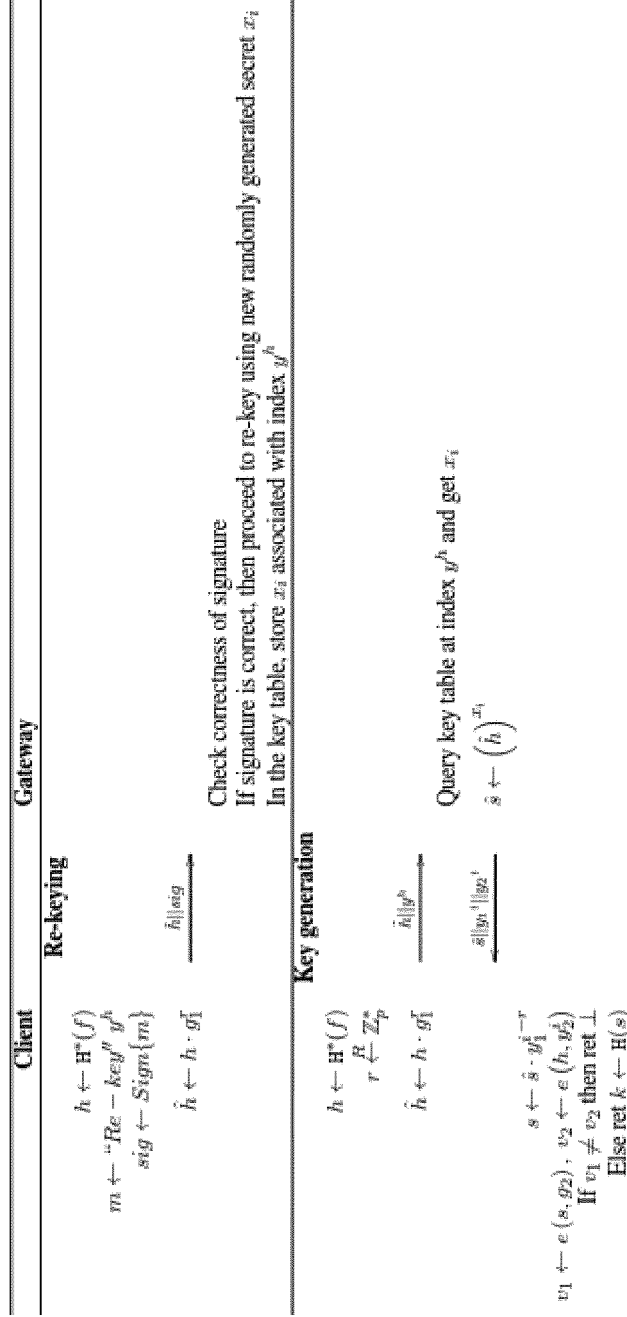 Client Gateway
Re-keying
h ← H*(f)
m ← "Re − key" y^h
sig ← Sign{m}
ĥ ← h · g_1^r
ĥ||sig
Check correctness of signature
If signature is correct, then proceed to re-key using new randomly generated secret x_i
In the key table, store x_i associated with index y^h
Key generation
h ← H*(f)
r ←^R Z_p^*
ĥ ← h · g_1^r
ĥ||y^h
Query key table at index y^h and get x_i
ŝ ← (ĥ)^{x_i}
ŝ||y_1^i||y_2^i
s ← ŝ · y_1^{i −r}
v_1 ← e (s, g_2) , v_2 ← e (h, y_2^i)
If v_1 ≠ v_2 then ret ⊥
Else ret k ← H(s)